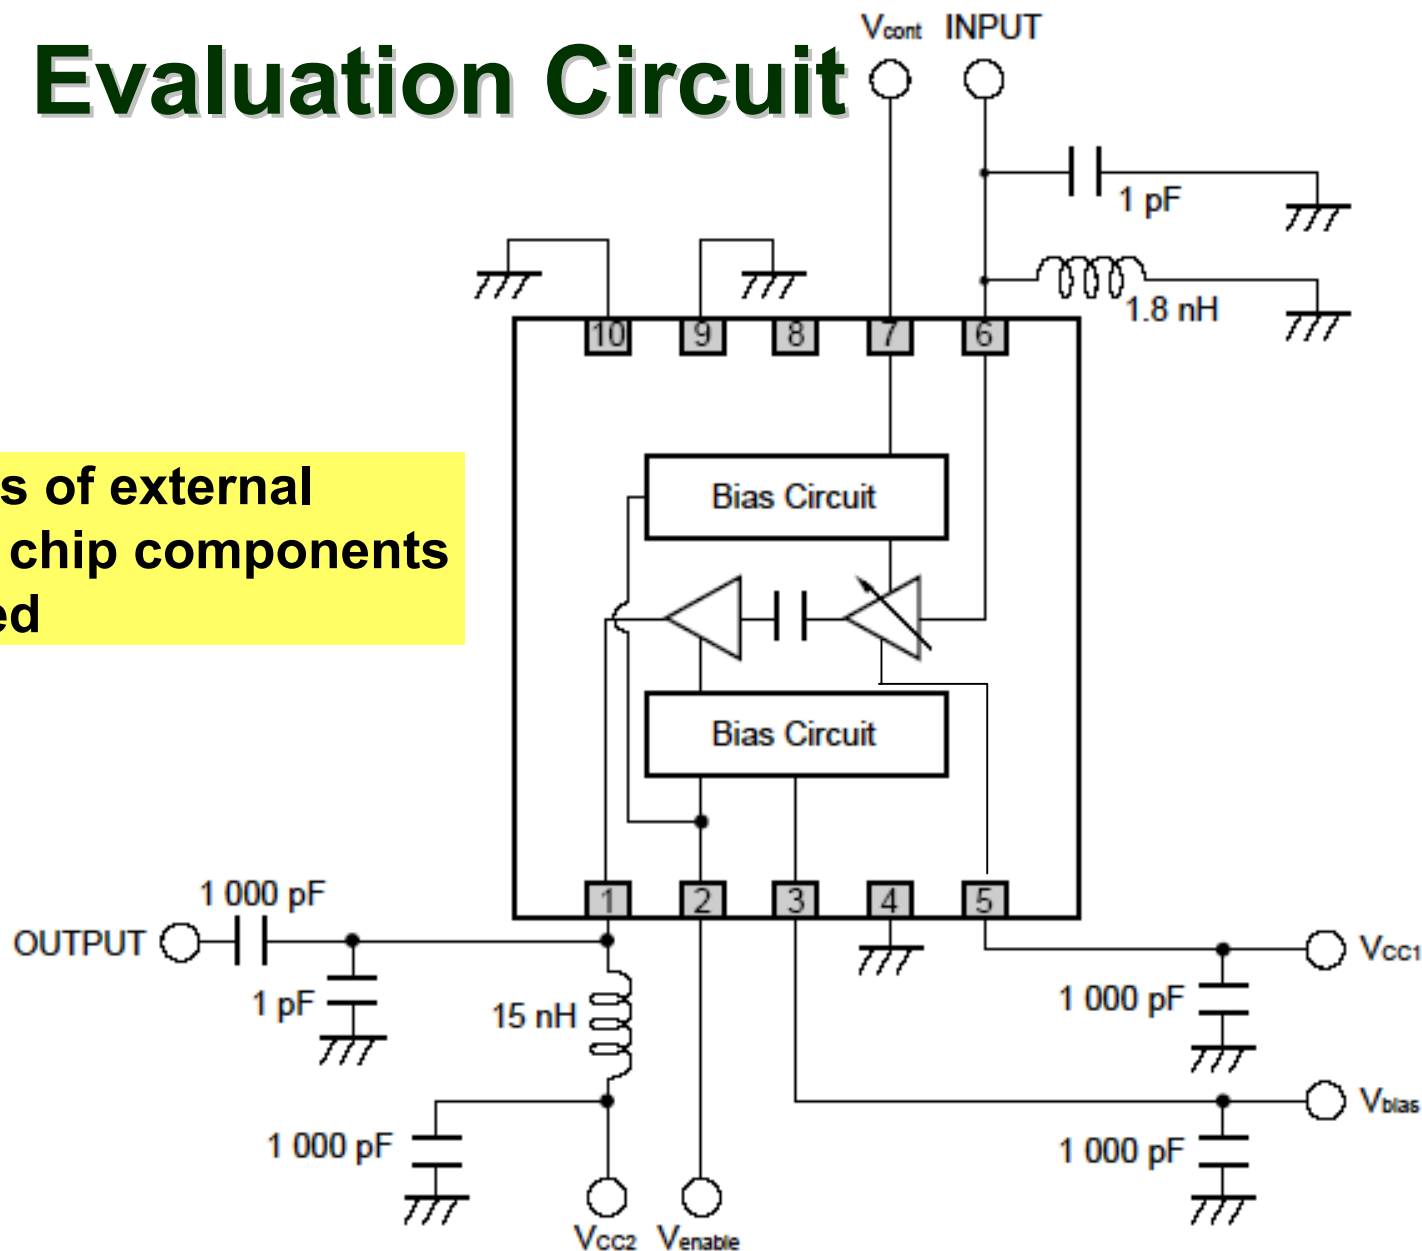 Evaluation Circuit
Vcont INPUT
1 pF
1.8 nH
10 9 8 7 6
Bias Circuit
s of external
chip components
ed
Bias Circuit
1 2 3 4 5
1 000 pF
OUTPUT
1 pF
15 nH
VCC1
1 000 pF
Vbias
1 000 pF
1 000 pF
VCC2 Venable